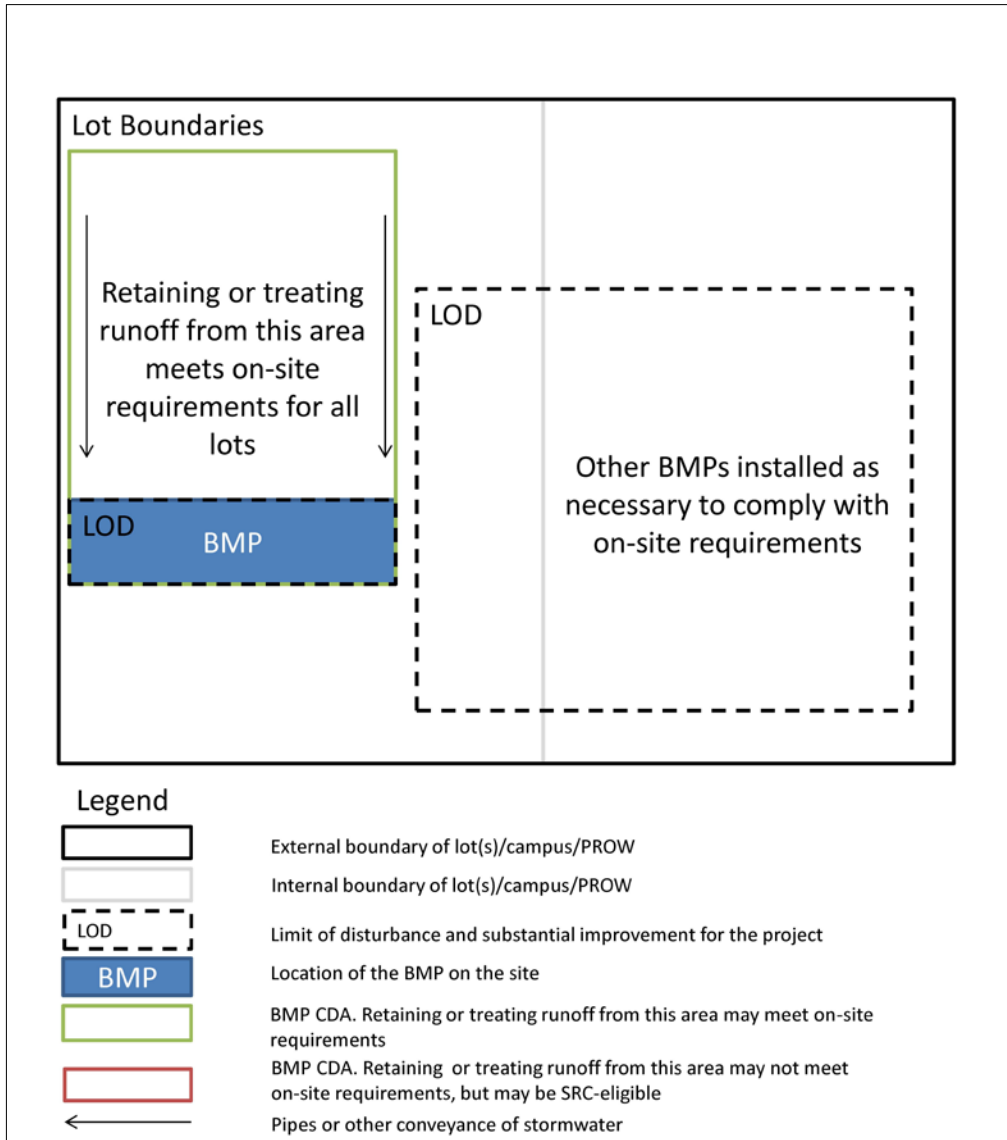 Lot Boundaries
Retaining or treating
runoff from this area
meets on-site
requirements for all
lots
LOD
BMP
LOD
Other BMPs installed as
necessary to comply with
on-site requirements
Legend
External boundary of lot(s)/campus/PROW
Internal boundary of lot(s)/campus/PROW
LOD
Limit of disturbance and substantial improvement for the project
BMP
Location of the BMP on the site
BMP CDA. Retaining or treating runoff from this area may meet on-site
requirements
BMP CDA. Retaining or treating runoff from this area may not meet
on-site requirements, but may be SRC-eligible
Pipes or other conveyance of stormwater